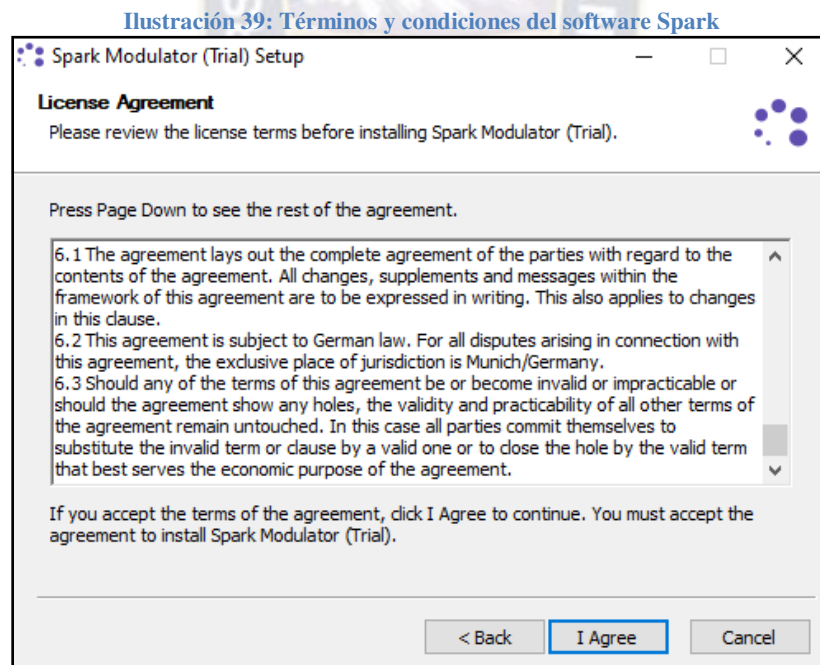 Ilustración 39: Términos y condiciones del software Spark
Spark Modulator (Trial) Setup
License Agreement
Please review the license terms before installing Spark Modulator (Trial).
Press Page Down to see the rest of the agreement.
6.1 The agreement lays out the complete agreement of the parties with regard to the
contents of the agreement. All changes, supplements and messages within the
framework of this agreement are to be expressed in writing. This also applies to changes
in this clause.
6.2 This agreement is subject to German law. For all disputes arising in connection with
this agreement, the exclusive place of jurisdiction is Munich/Germany.
6.3 Should any of the terms of this agreement be or become invalid or impracticable or
should the agreement show any holes, the validity and practicability of all other terms of
the agreement remain untouched. In this case all parties commit themselves to
substitute the invalid term or clause by a valid one or to close the hole by the valid term
that best serves the economic purpose of the agreement.
If you accept the terms of the agreement, click I Agree to continue. You must accept the
agreement to install Spark Modulator (Trial).
< Back I Agree Cancel